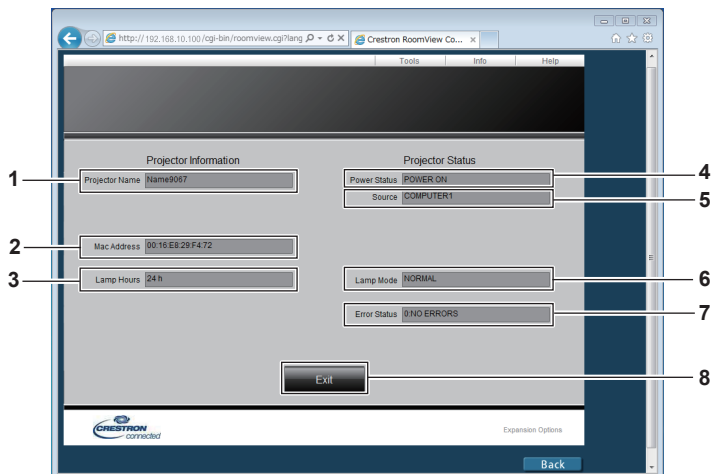 http://192.168.10.100/cgi-bin/roomview.cgi?lang
Crestron RoomView Co...
Tools Info Help
Projector Information
Projector Status
1 Projector Name Name9067
Power Status POWER ON 4
Source COMPUTER1 5
2 Mac Address 00:16:E8:29:F4:72
3 Lamp Hours 24 h
Lamp Mode NORMAL 6
Error Status 0:NO ERRORS 7
Exit 8
CRESTRON
connected
Expansion Options
Back